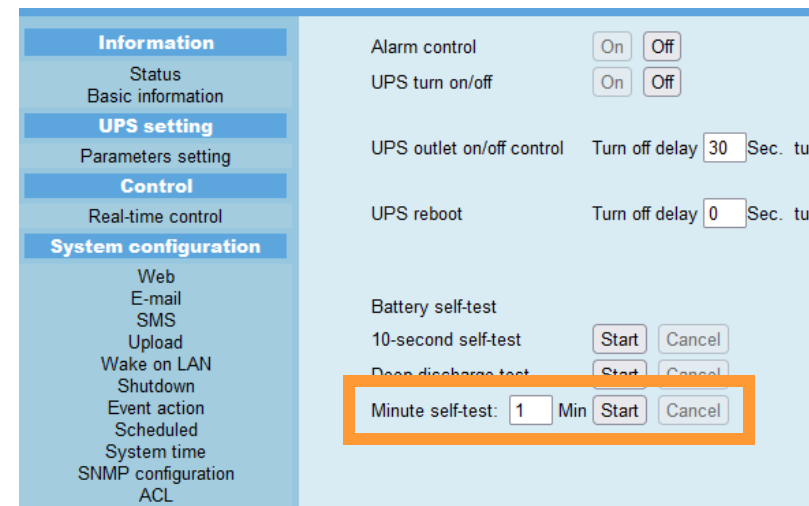 Information
Status
Basic information
UPS setting
Parameters setting
Control
Real-time control
System configuration
Web
E-mail
SMS
Upload
Wake on LAN
Shutdown
Event action
Scheduled
System time
SNMP configuration
ACL
Alarm control On Off
UPS turn on/off On Off
UPS outlet on/off control Turn off delay 30 Sec. tu
UPS reboot Turn off delay 0 Sec. tu
Battery self-test
10-second self-test Start Cancel
Deep discharge test Start Cancel
Minute self-test: 1 Min Start Cancel